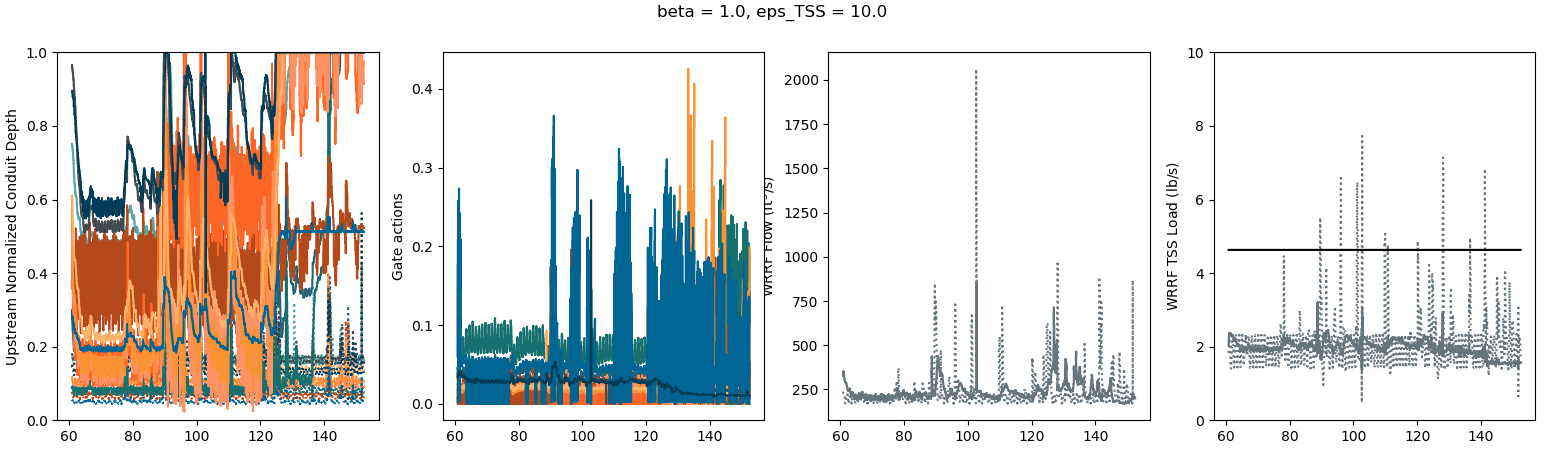 beta = 1.0, eps_TSS = 10.0
Upstream Normalized Conduit Depth
1.0
0.8
0.6
0.4
0.2
0.0
60 80 100 120 140
Gate actions
0.4
0.3
0.2
0.1
0.0
60 80 100 120 140
WRRF Flow (ft³/s)
2000
1750
1500
1250
1000
750
500
250
60 80 100 120 140
WRRF TSS Load (lb/s)
10
8
6
4
2
0
60 80 100 120 140